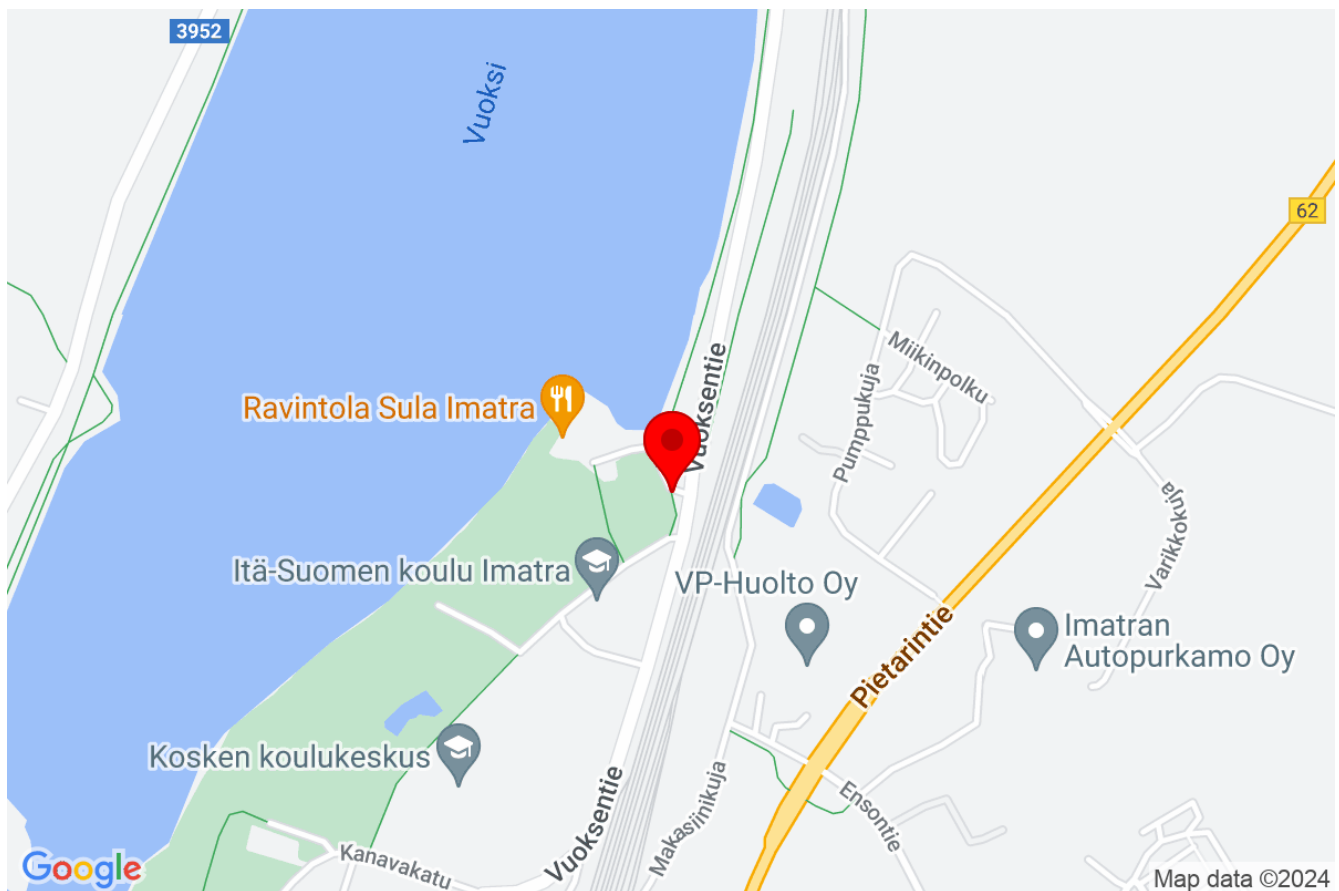 3952
Vuoksi
62
Vuoksentie
Miikinpolku
Pumppukuja
Ravintola Sula Imatra
Varikkokuja
Itä-Suomen koulu Imatra
VP-Huolto Oy
Pietarintie
Imatran
Autopurkamo Oy
Kosken koulukeskus
Vuoksentie
Makasiinikuja
Ensontie
Kanavakatu
Google
Map data ©2024